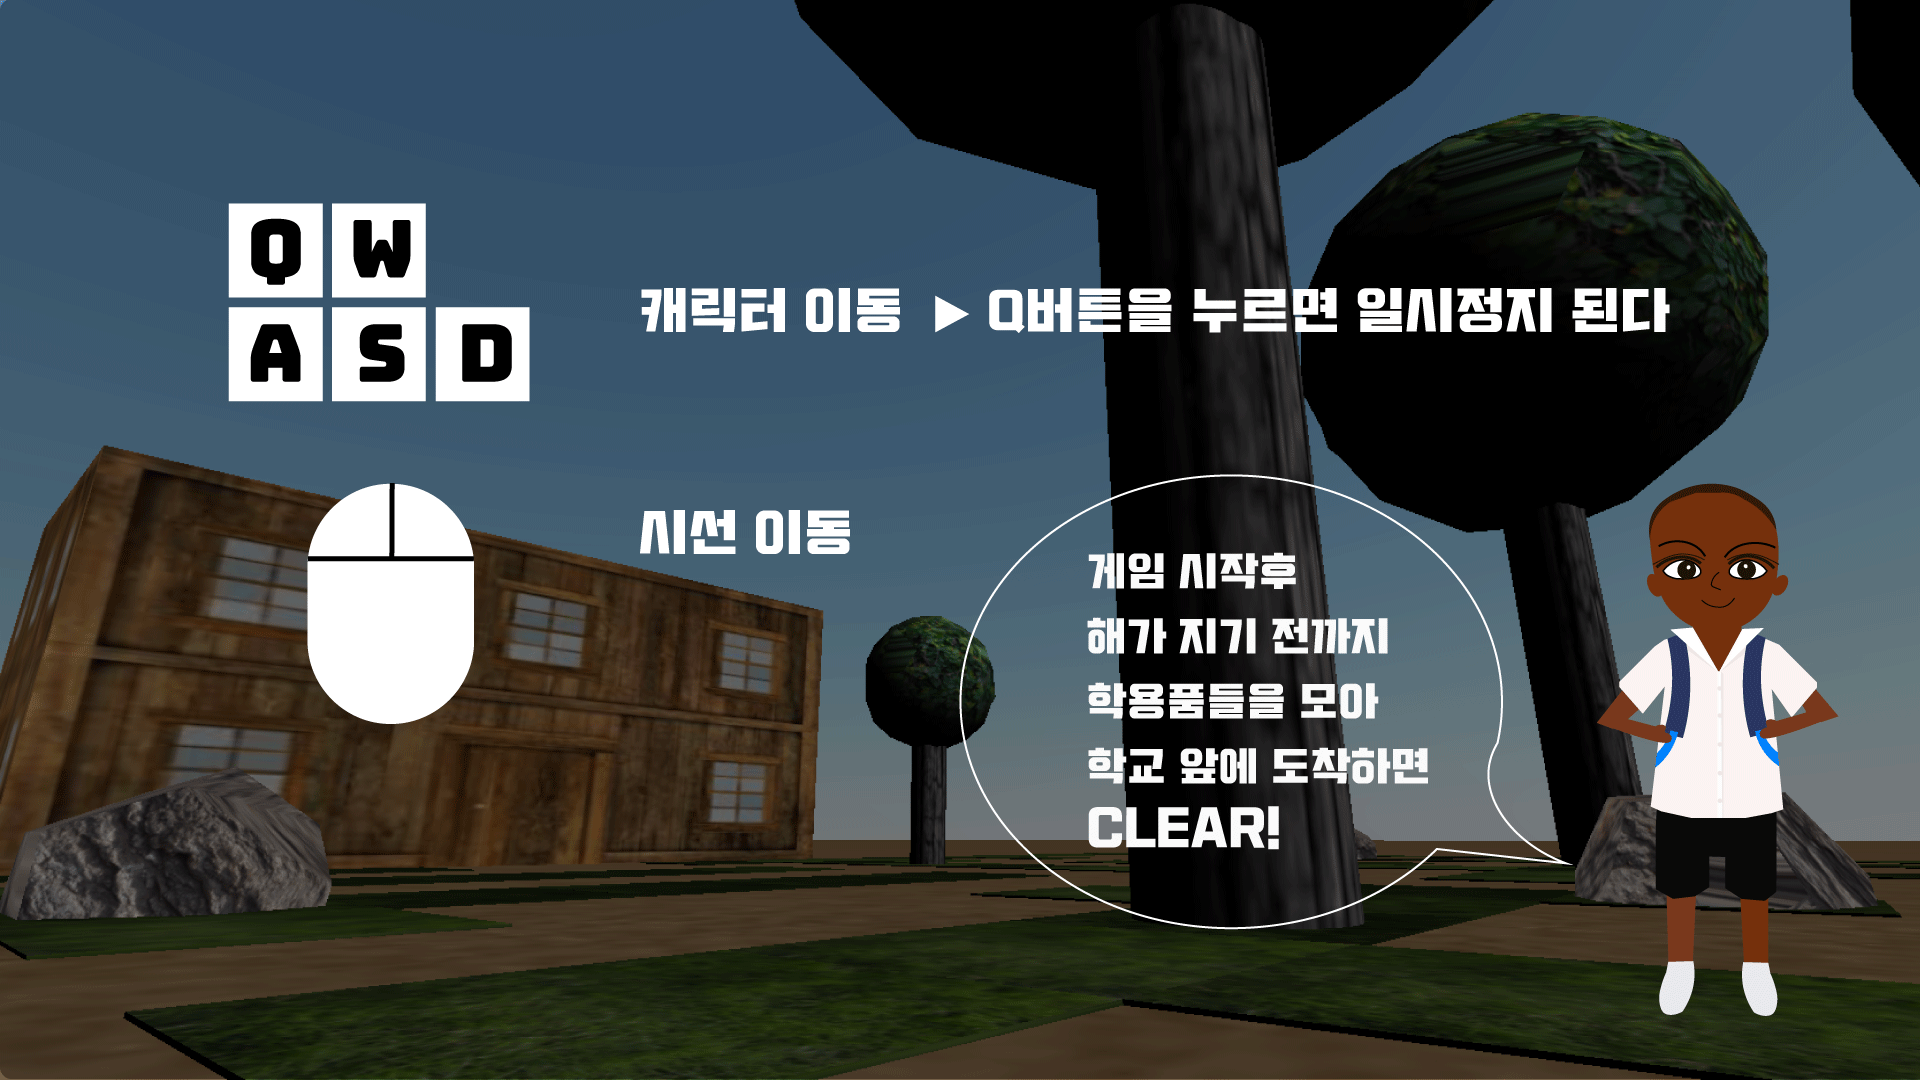 Q W
A S D
캐릭터 이동 ▶ Q버튼을 누르면 일시정지 된다
시선 이동
게임 시작후
해가 지기 전까지
학용품들을 모아
학교 앞에 도착하면
CLEAR!